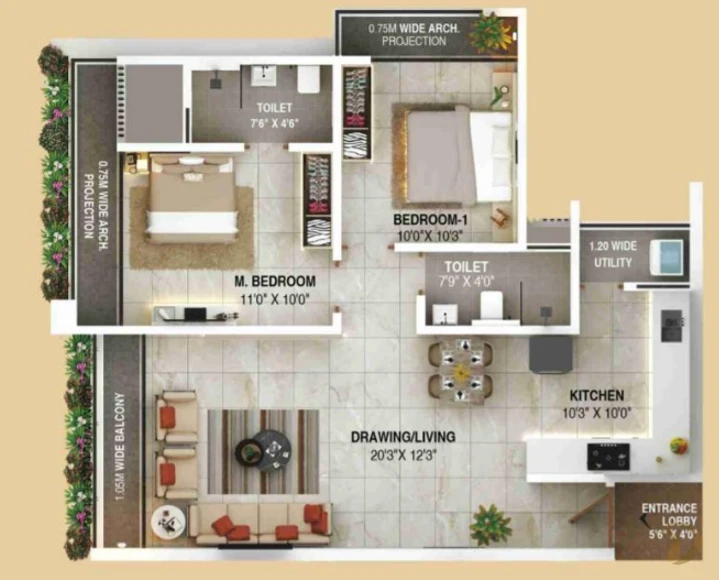 0.75M WIDE ARCH.
PROJECTION
TOILET
7'6" X 4'6"
0.75M WIDE ARCH.
PROJECTION
BEDROOM-1
10'0"X 10'3"
M. BEDROOM
11'0" X 10'0"
TOILET
7'9" X 4'0"
1.20 WIDE
UTILITY
KITCHEN
10'3" X 10'0"
1.05M WIDE BALCONY
DRAWING/LIVING
20'3"X 12'3"
ENTRANCE
LOBBY
5'6" X 4'0"